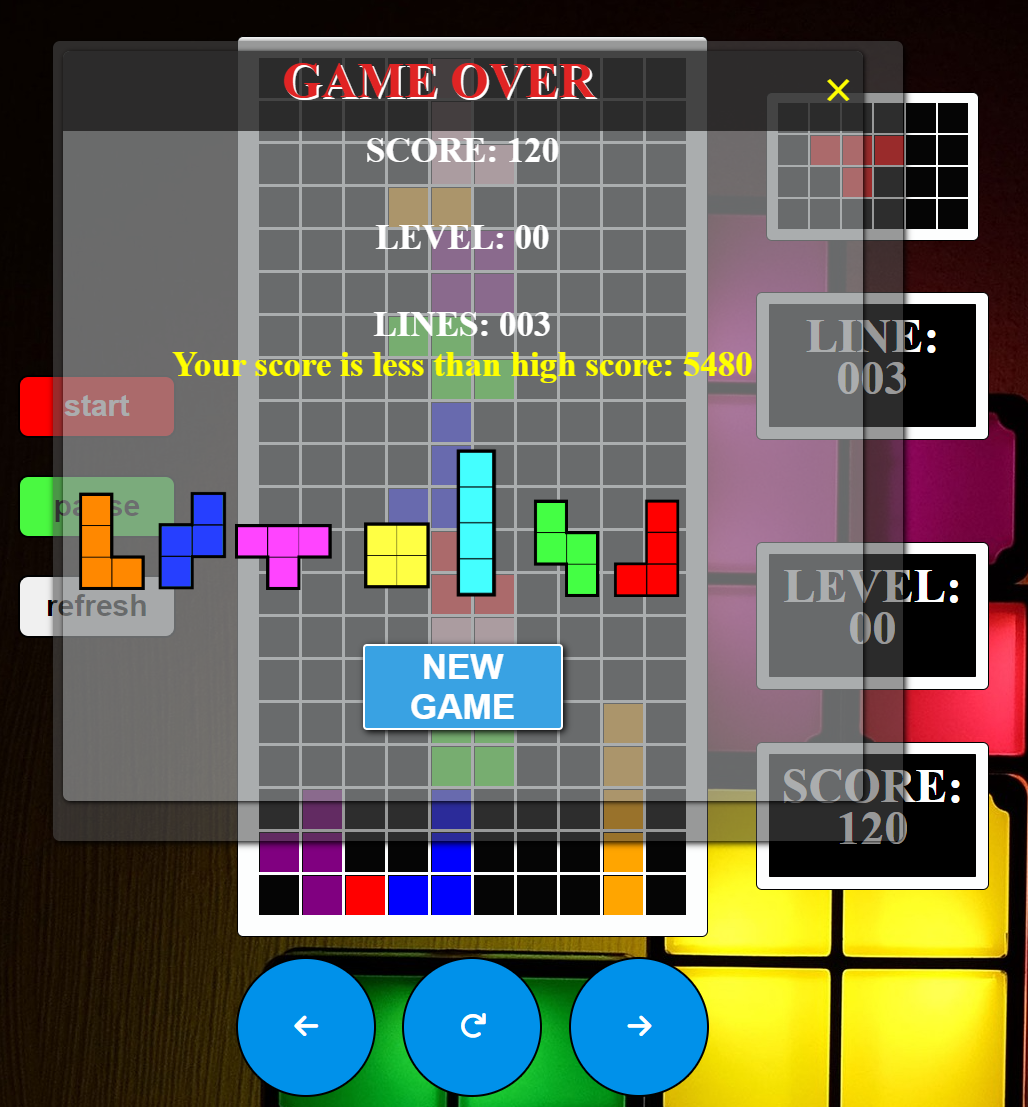 GAME OVER
SCORE: 120
LEVEL: 00
LINES: 003
Your score is less than high score: 5480
start
pause
refresh
NEW
GAME
LINE:
003
LEVEL:
00
SCORE:
120